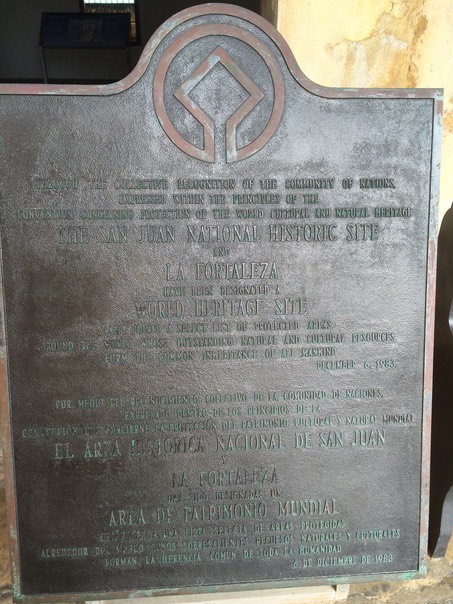 THROUGH THE COLLECTIVE RECOGNITION OF THE COMMUNITY OF NATIONS,
EXPRESSED WITHIN THE PRINCIPLES OF THE
CONVENTION CONCERNING PROTECTION OF THE WORLD CULTURAL AND NATURAL HERITAGE
THE SAN JUAN NATIONAL HISTORIC SITE
AND
LA FORTALEZA
HAVE BEEN DESIGNATED A
WORLD HERITAGE SITE
AND JOINED A SELECT LIST OF PROTECTED AREAS
AROUND THE WORLD WHOSE OUTSTANDING NATURAL AND CULTURAL RESOURCES
FORM THE COMMON INHERITANCE OF ALL MANKIND.
DECEMBER 6, 1983
POR MEDIO DEL RECONOCIMIENTO COLECTIVO DE LA COMUNIDAD DE NACIONES,
EXPRESADO DENTRO DE LOS PRINCIPIOS DE LA
CONVENCION QUE CONCIERNE LA PROTECCION DEL PATRIMONIO CULTURAL Y NATURAL MUNDIAL
EL AREA HISTORICA NACIONAL DE SAN JUAN
Y
LA FORTALEZA
HAN SIDO DESIGNADAS UN
AREA DE PATRIMONIO MUNDIAL
UNA LISTA SELECTA DE AREAS PROTEGIDAS
ALREDEDOR DEL MUNDO CUYOS SOBRESALIENTES RECURSOS NATURALES Y CULTURALES
FORMAN LA HERENCIA COMUN DE TODA LA HUMANIDAD
6 DE DICIEMBRE DE 1983